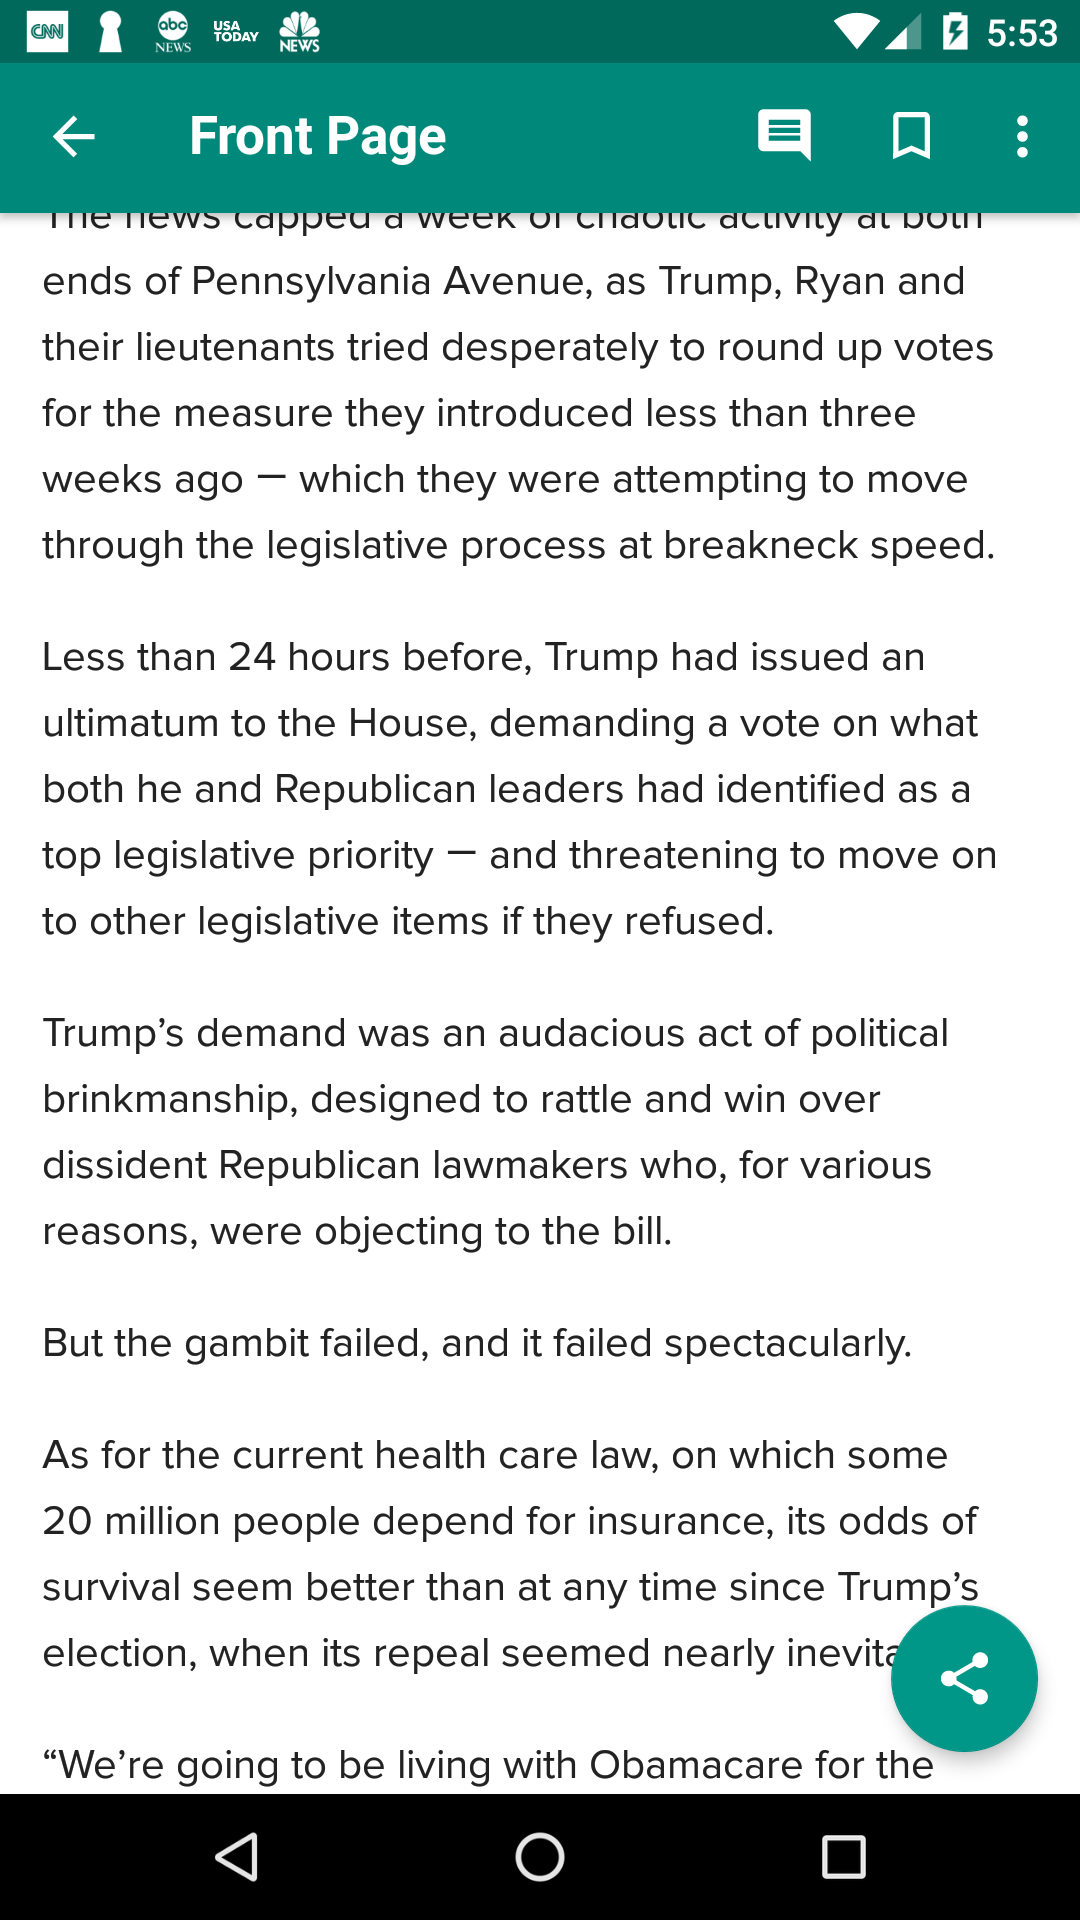 CNN
abc
NEWS
USA
TODAY
NEWS
5:53
Front Page
The news capped a week of chaotic activity at both
ends of Pennsylvania Avenue, as Trump, Ryan and
their lieutenants tried desperately to round up votes
for the measure they introduced less than three
weeks ago — which they were attempting to move
through the legislative process at breakneck speed.
Less than 24 hours before, Trump had issued an
ultimatum to the House, demanding a vote on what
both he and Republican leaders had identified as a
top legislative priority — and threatening to move on
to other legislative items if they refused.
Trump’s demand was an audacious act of political
brinkmanship, designed to rattle and win over
dissident Republican lawmakers who, for various
reasons, were objecting to the bill.
But the gambit failed, and it failed spectacularly.
As for the current health care law, on which some
20 million people depend for insurance, its odds of
survival seem better than at any time since Trump’s
election, when its repeal seemed nearly
“We’re going to be living with Obamacare for the